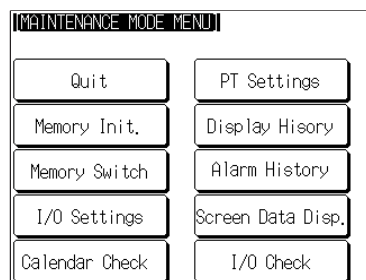 [MAINTENANCE MODE MENU]
Quit
PT Settings
Memory Init.
Display Hisory
Memory Switch
Alarm History
I/O Settings
Screen Data Disp.
Calendar Check
I/O Check